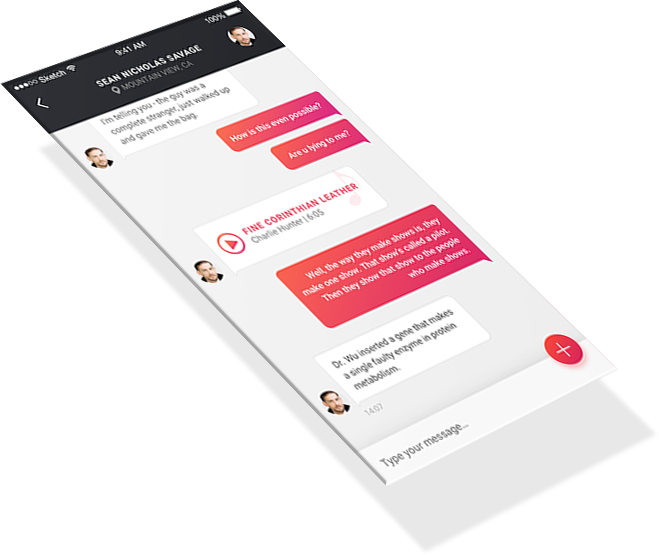 Sketch
9:41 AM
100%
SEAN NICHOLAS SAVAGE
MOUNTAIN VIEW, CA
I'm telling you - the guy was a
complete stranger, just walked up
and gave me the bag.
How is this even possible?
Are u lying to me?
FINE CORINTHIAN LEATHER
Charlie Hunter | 6:05
Well, the way they make shows is, they
make one show. That show's called a pilot.
Then they show that show to the people
who make shows.
Dr. Wu inserted a gene that makes
a single faulty enzyme in protein
metabolism.
14:07
Type your message...